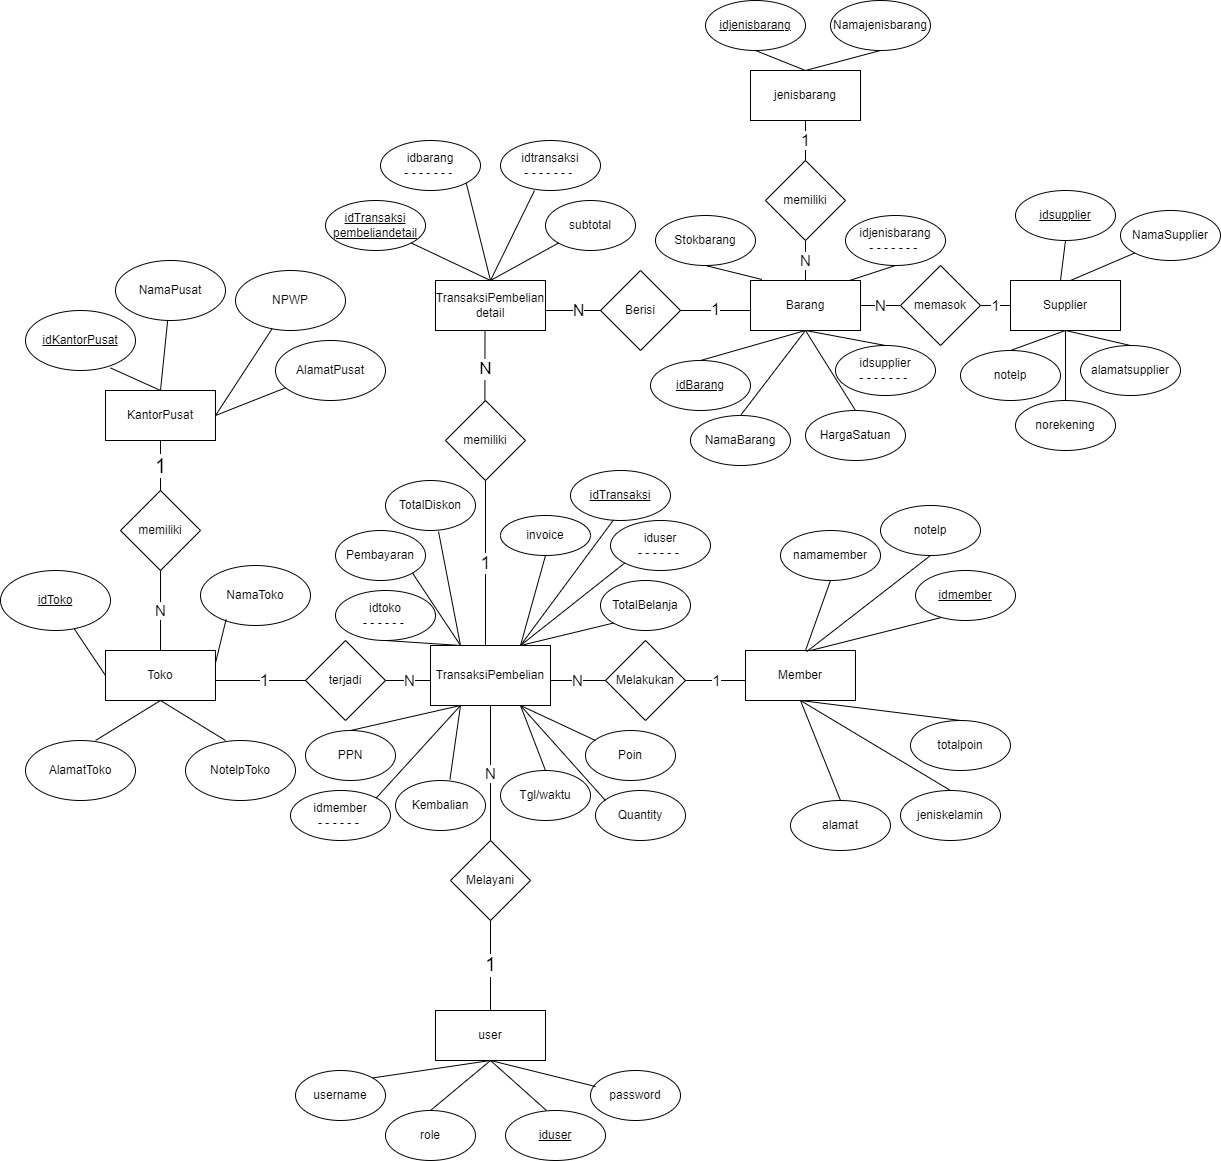 idjenisbarang
Namajenisbarang
jenisbarang
1
memiliki
N
idbarang
- - - - - - -
idtransaksi
- - - - - - -
idTransaksi
pembeliandetail
subtotal
TransaksiPembelian
detail
N
Berisi
1
Stokbarang
idjenisbarang
- - - - - - -
Barang
N
memasok
1
idsupplier
NamaSupplier
Supplier
notelp
alamatsupplier
norekening
idBarang
NamaBarang
HargaSatuan
idsupplier
- - - - - - -
NamaPusat
NPWP
idKantorPusat
AlamatPusat
KantorPusat
1
memiliki
N
N
memiliki
1
idToko
NamaToko
Toko
AlamatToko
NotelpToko
1
terjadi
N
TotalDiskon
Pembayaran
idtoko
- - - - - -
invoice
idTransaksi
iduser
- - - - - -
TotalBelanja
TransaksiPembelian
N
Melakukan
1
namamember
notelp
idmember
Member
totalpoin
jeniskelamin
alamat
PPN
idmember
- - - - - -
Kembalian
Tgl/waktu
Poin
Quantity
N
Melayani
1
user
username
role
iduser
password